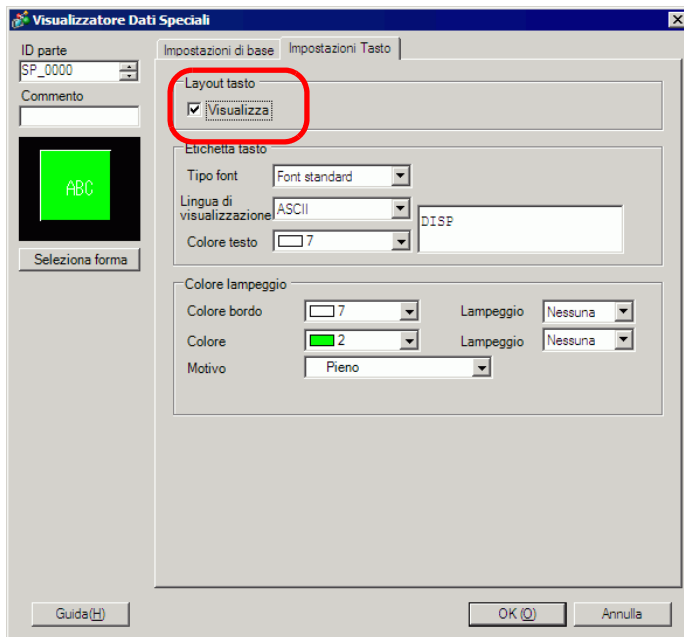 Visualizzatore Dati Speciali
ID parte
SP_0000
Commento
ABC
Seleziona forma
Impostazioni di base
Impostazioni Tasto
Layout tasto
Visualizza
Etichetta tasto
Tipo font
Font standard
Lingua di
visualizzazione
ASCII
Colore testo
7
DISP
Colore lampeggio
Colore bordo
7
Lampeggio
Nessuna
Colore
2
Lampeggio
Nessuna
Motivo
Pieno
Guida(H)
OK (O)
Annulla